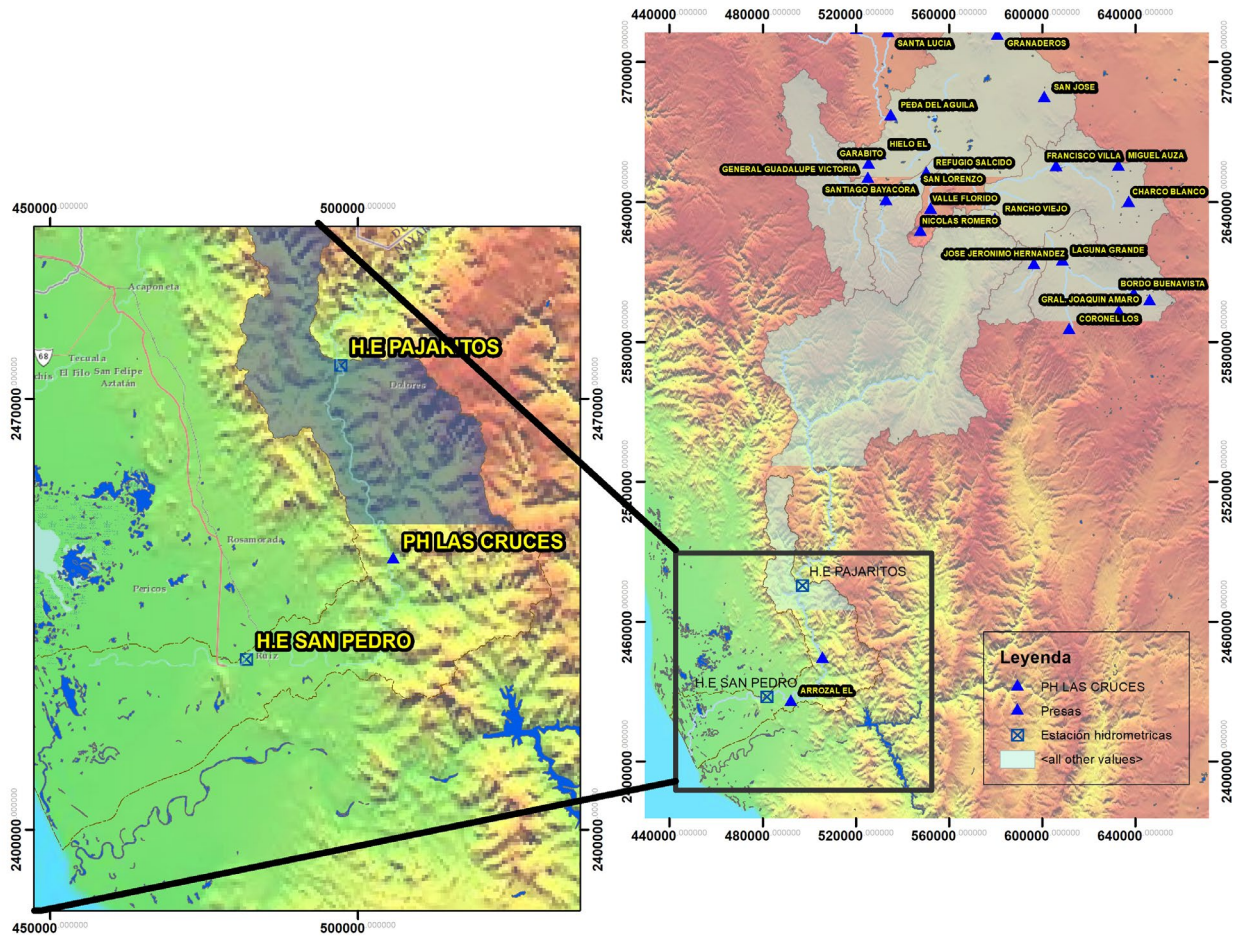 450000.000000
500000.000000
2470000.000000
2400000.000000
Acaponeta
68
Tecuala
El Filo
San Felipe
Aztatán
H.E PAJARITOS
Dolores
PH LAS CRUCES
Rosamorada
Pericos
H.E SAN PEDRO
Ruiz
2470000.000000
2400000.000000
450000.000000
500000.000000
440000.000000
480000.000000
520000.000000
560000.000000
600000.000000
640000.000000
2700000.000000
2640000.000000
2580000.000000
2520000.000000
2460000.000000
2400000.000000
SANTA LUCIA
GRANADEROS
SAN JOSE
PEÐA DEL AGUILA
HIELO EL
GARABITO
REFUGIO SALCIDO
FRANCISCO VILLA
MIGUEL AUZA
GENERAL GUADALUPE VICTORIA
SAN LORENZO
SANTIAGO BAYACORA
CHARCO BLANCO
VALLE FLORIDO
RANCHO VIEJO
NICOLAS ROMERO
JOSE JERONIMO HERNANDEZ
LAGUNA GRANDE
BORDO BUENAVISTA
GRAL. JOAQUIN AMARO
CORONEL LOS
H.E PAJARITOS
H.E SAN PEDRO
ARROZAL EL
Leyenda
PH LAS CRUCES
Presas
Estación hidrometricas
<all other values>
2700000.000000
2640000.000000
2580000.000000
2520000.000000
2460000.000000
2400000.000000
440000.000000
480000.000000
520000.000000
560000.000000
600000.000000
640000.000000